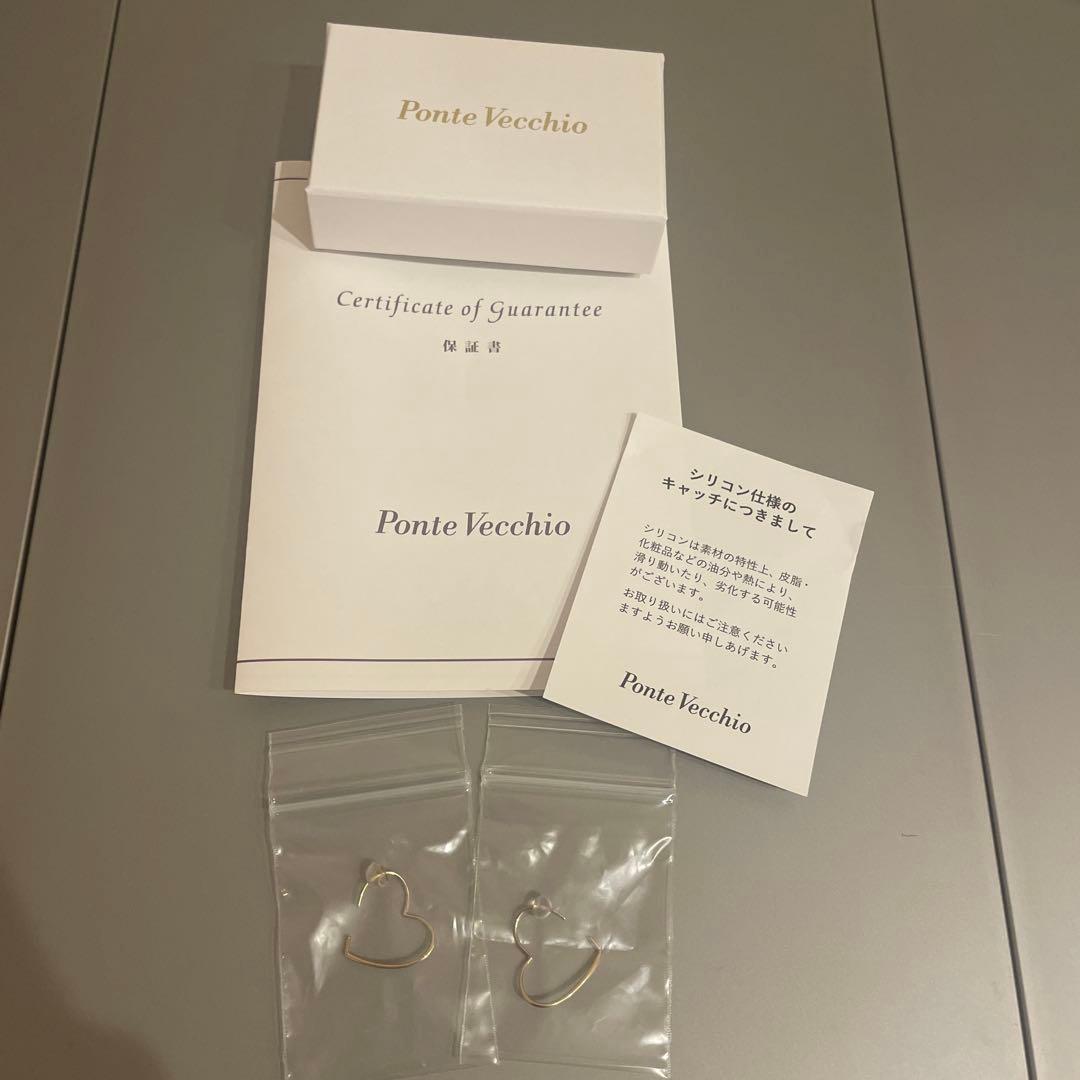 Ponte Vecchio
Certificate of Guarantee
保証書
Ponte Vecchio
シリコン仕様の
キャッチにつきまして
シリコンは素材の特性上、皮脂・
化粧品などの油分や熱により、
滑り動いたり、劣化する可能性
がございます。
お取り扱いにはご注意ください
ますようお願い申しあげます。
Ponte Vecchio